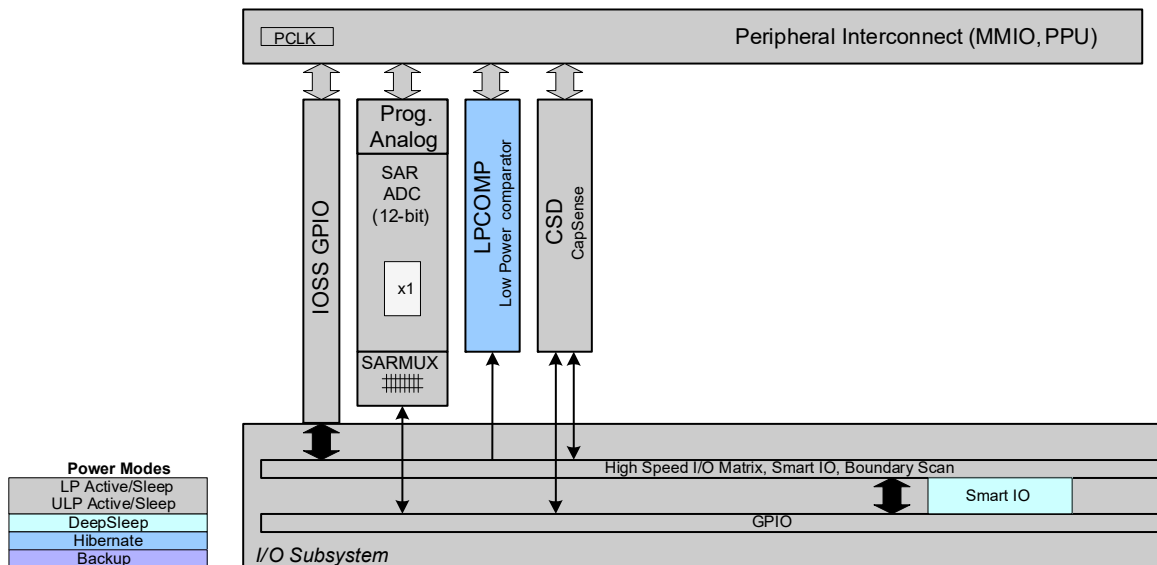 PCLK
Peripheral Interconnect (MMIO, PPU)
IOSS GPIO
Prog.
Analog
SAR
ADC
(12-bit)
x1
SARMUX
LPCOMP
Low Power comparator
CSD
CapSense
High Speed I/O Matrix, Smart IO, Boundary Scan
Smart IO
GPIO
I/O Subsystem
Power Modes
LP Active/Sleep
ULP Active/Sleep
DeepSleep
Hibernate
Backup